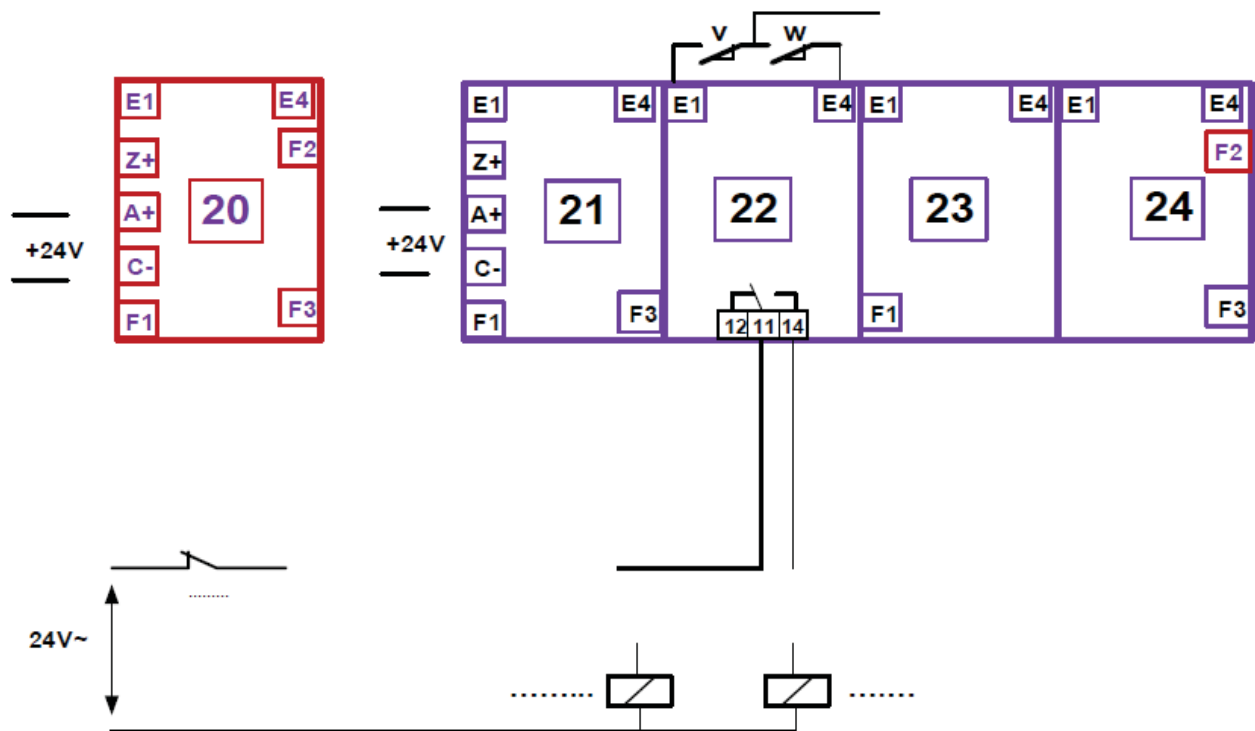 V W
E1 E4 E1 E4 E1 E4 E1 E4 E1 E4
F2 F2
Z+ Z+
20 21 22 23 24
A+ A+
+24V +24V
C- C-
F1 F3 F1 F3 F1 F3
12 11 14
24V~